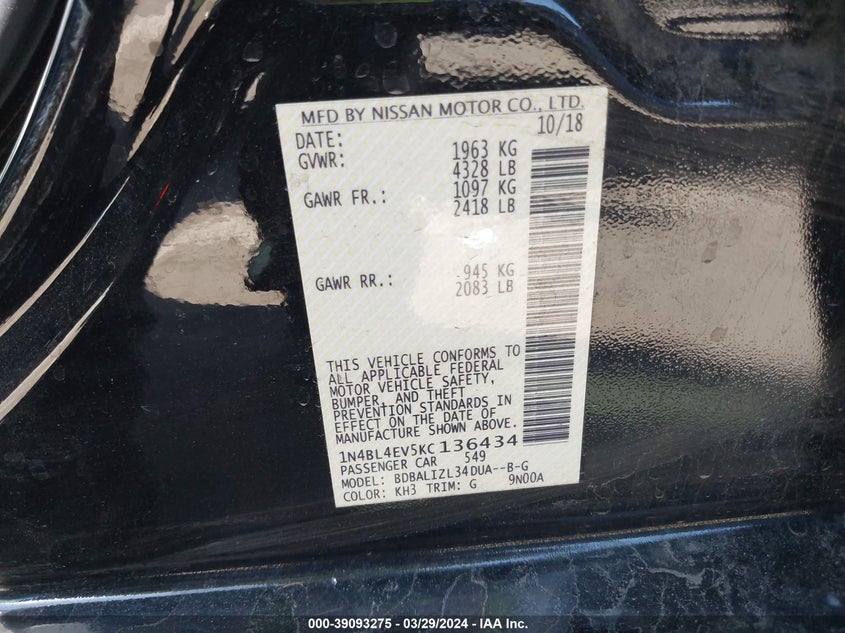 MFD BY NISSAN MOTOR CO., LTD.
DATE: 10/18
GVWR: 1963 KG
4328 LB
GAWR FR.: 1097 KG
2418 LB
GAWR RR.: 945 KG
2083 LB
THIS VEHICLE CONFORMS TO
ALL APPLICABLE FEDERAL
MOTOR VEHICLE SAFETY,
BUMPER, AND THEFT
PREVENTION STANDARDS IN
EFFECT ON THE DATE OF
MANUFACTURE SHOWN ABOVE.
1N4BL4EV5KC136434
PASSENGER CAR 549
MODEL: BDBALIZL34DUA--B-G
COLOR: KH3 TRIM: G 9N00A
000-39093275 - 03/29/2024 - IAA Inc.